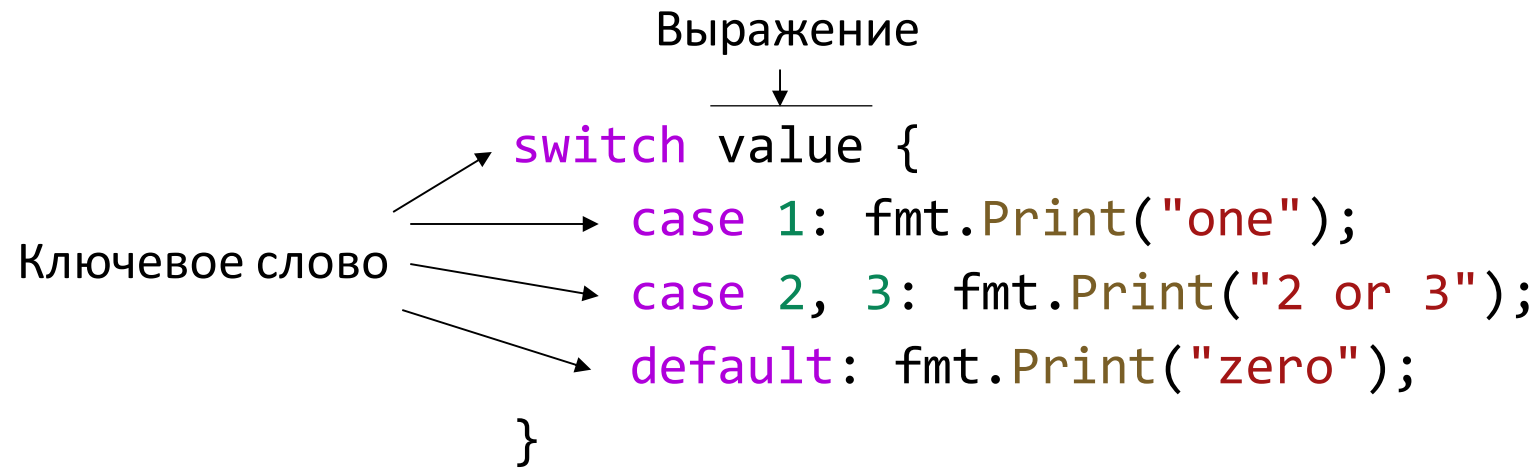 Выражение
switch value {
case 1: fmt.Print("one");
Ключевое слово
case 2, 3: fmt.Print("2 or 3");
default: fmt.Print("zero");
}